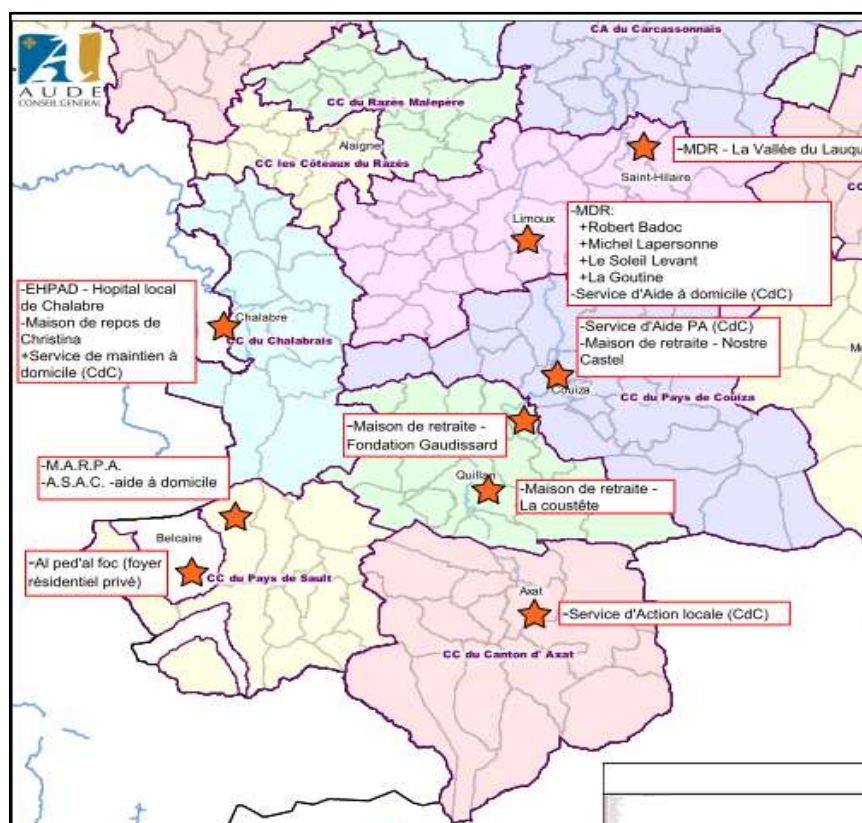 AUDE
CONSEIL GENERAL
CA du Carcassonnais
CC du Razès Malepère
Alaigne
CC les Côteaux du Razés
-MDR - La Vallée du Lauqu
Saint-Hilaire
Limoux
-MDR:
+Robert Badoc
+Michel Lapersonne
+Le Soleil Levant
+La Goutine
-Service d'Aide à domicile (CdC)
-EHPAD - Hopital local
de Chalabre
-Maison de repos de
Christina
+Service de maintien à
domicile (CdC)
Chalabre
CC du Chalabrais
-Service d'Aide PA (CdC)
-Maison de retraite - Nostre
Castel
Couiza
CC du Pays de Couiza
-Maison de retraite -
Fondation Gaudissard
-M.A.R.P.A.
-A.S.A.C. -aide à domicile
Quillan
-Maison de retraite -
La coustête
Belcaire
-Al ped'al foc (foyer
résidentiel privé)
CC du Pays de Sault
Axat
-Service d'Action locale (CdC)
CC du Canton d' Axat